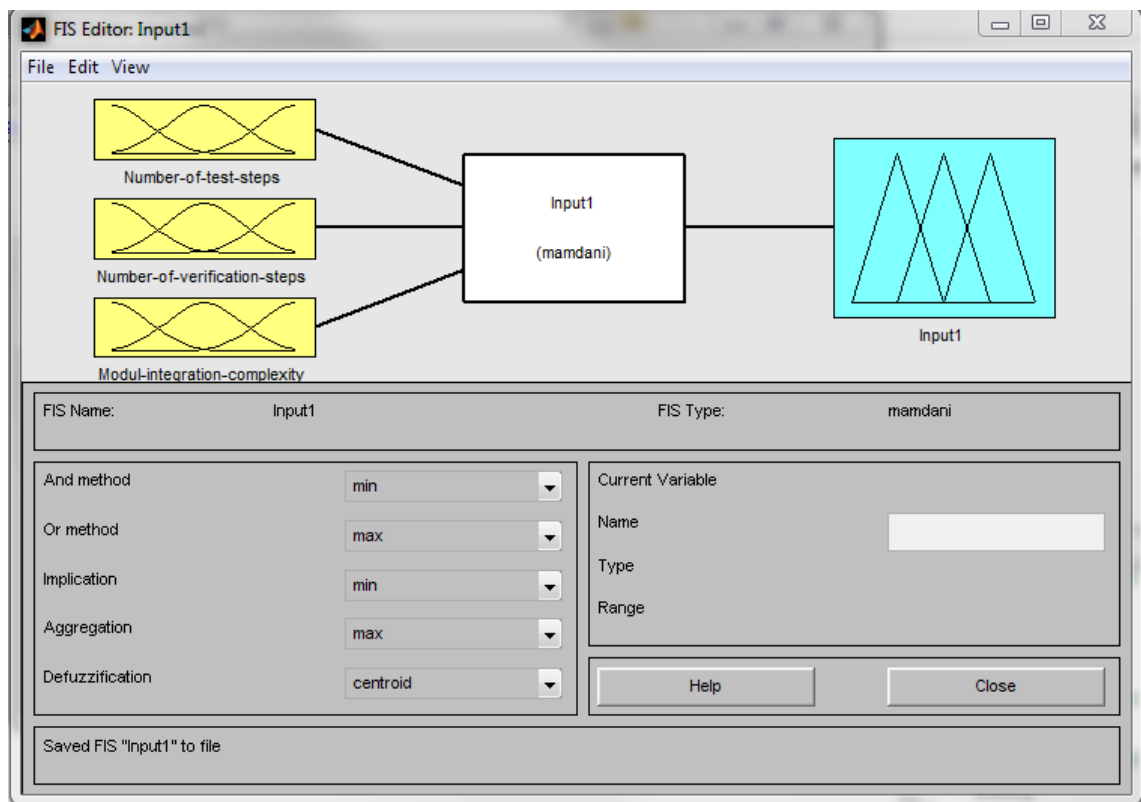 FIS Editor: Input1
File Edit View
Number-of-test-steps
Number-of-verification-steps
Modul-integration-complexity
Input1
(mamdani)
Input1
FIS Name: Input1 FIS Type: mamdani
And method min
Or method max
Implication min
Aggregation max
Defuzzification centroid
Current Variable
Name
Type
Range
Help Close
Saved FIS "Input1" to file